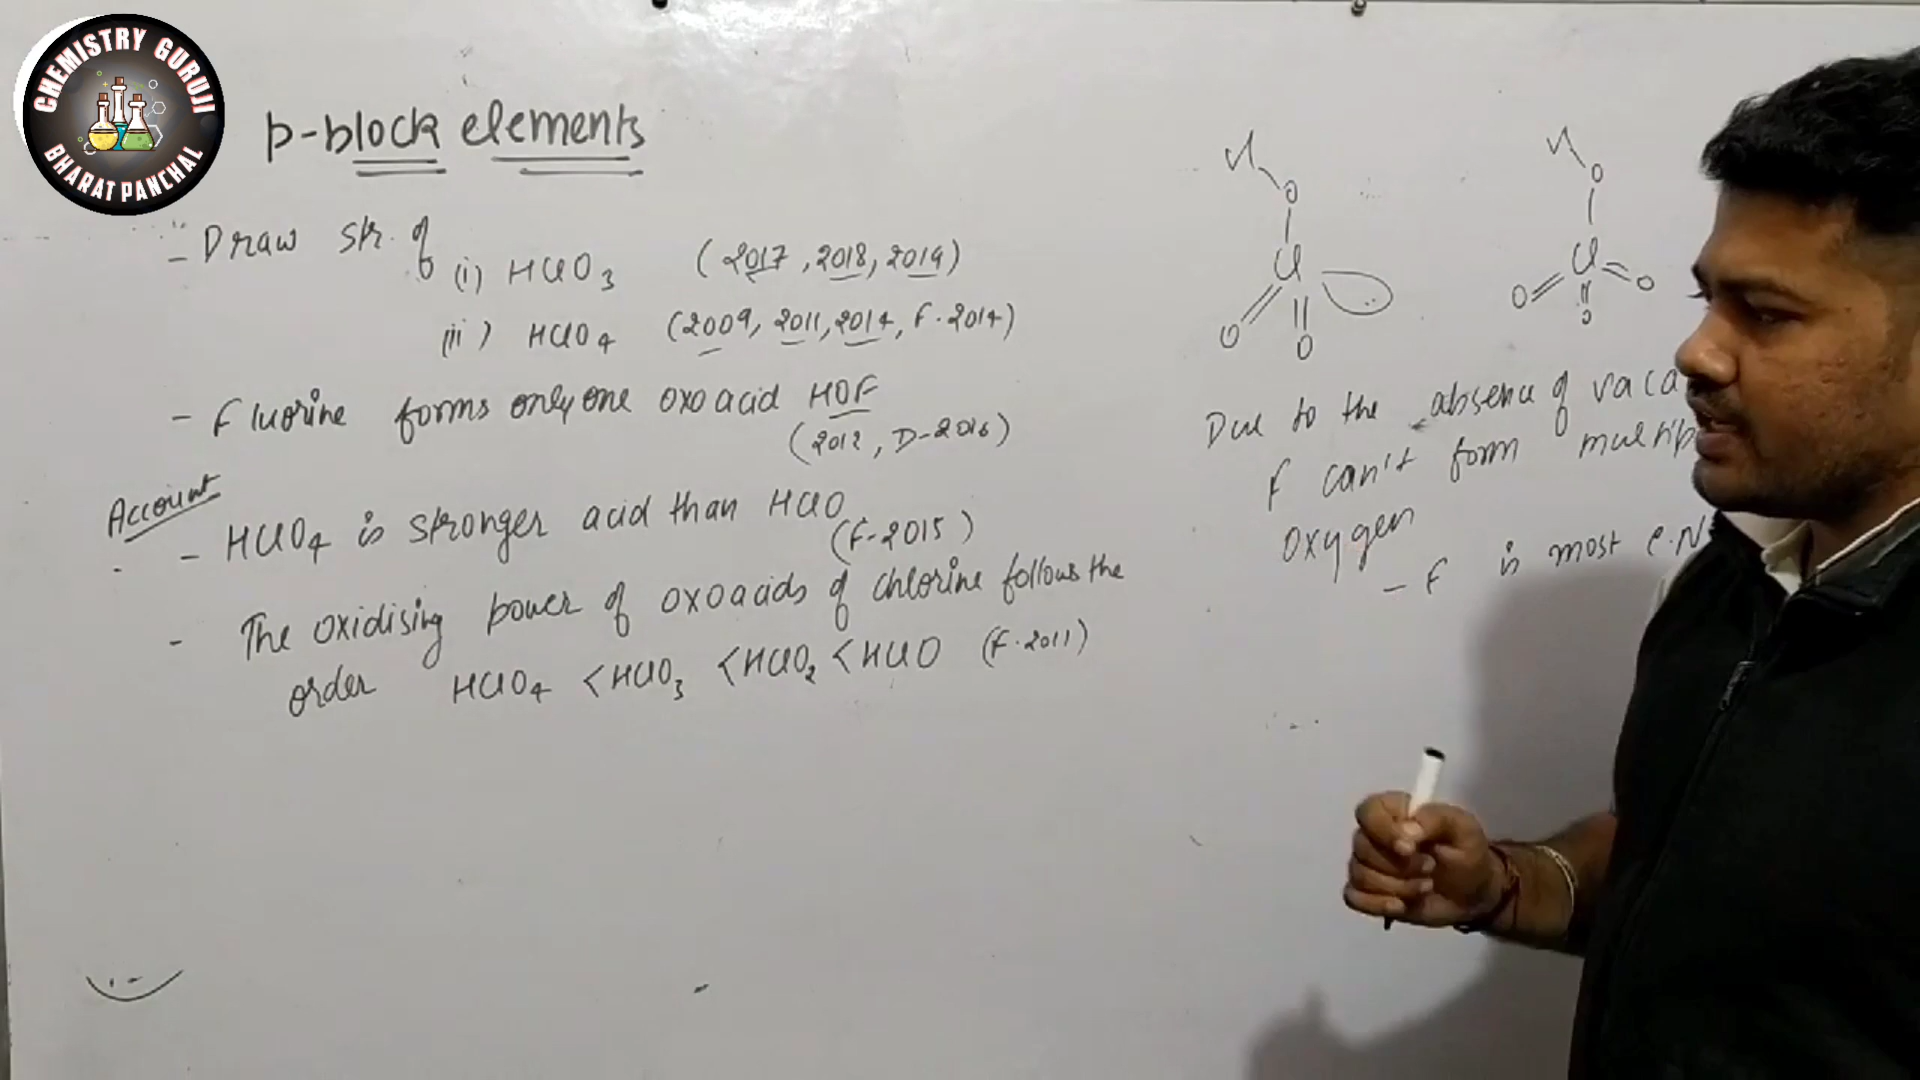 CHEMISTRY GURUJI
BHARAT PANCHAL
p-block elements
- Draw str. of
(i) HClO3 (2017, 2018, 2019)
(ii) HClO4 (2009, 2011, 2014, F.2014)
- Fluorine forms only one oxoacid HOF
(2012, D-2016)
Account
- HClO4 is stronger acid than HClO
(F-2015)
- The oxidising power of oxoacids of chlorine follows the
order HClO4 < HClO3 < HClO2 < HClO (F.2011)
H
O
Cl
O O
H
O
Cl
O O
O
Due to the absence of
F can't form
oxygen
- F is most e.N